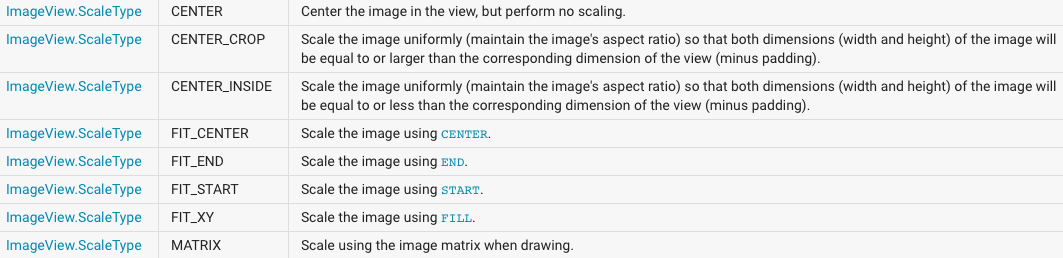 ImageView.ScaleType CENTER Center the image in the view, but perform no scaling.
ImageView.ScaleType CENTER_CROP Scale the image uniformly (maintain the image's aspect ratio) so that both dimensions (width and height) of the image will
be equal to or larger than the corresponding dimension of the view (minus padding).
ImageView.ScaleType CENTER_INSIDE Scale the image uniformly (maintain the image's aspect ratio) so that both dimensions (width and height) of the image will
be equal to or less than the corresponding dimension of the view (minus padding).
ImageView.ScaleType FIT_CENTER Scale the image using CENTER.
ImageView.ScaleType FIT_END Scale the image using END.
ImageView.ScaleType FIT_START Scale the image using START.
ImageView.ScaleType FIT_XY Scale the image using FILL.
ImageView.ScaleType MATRIX Scale using the image matrix when drawing.